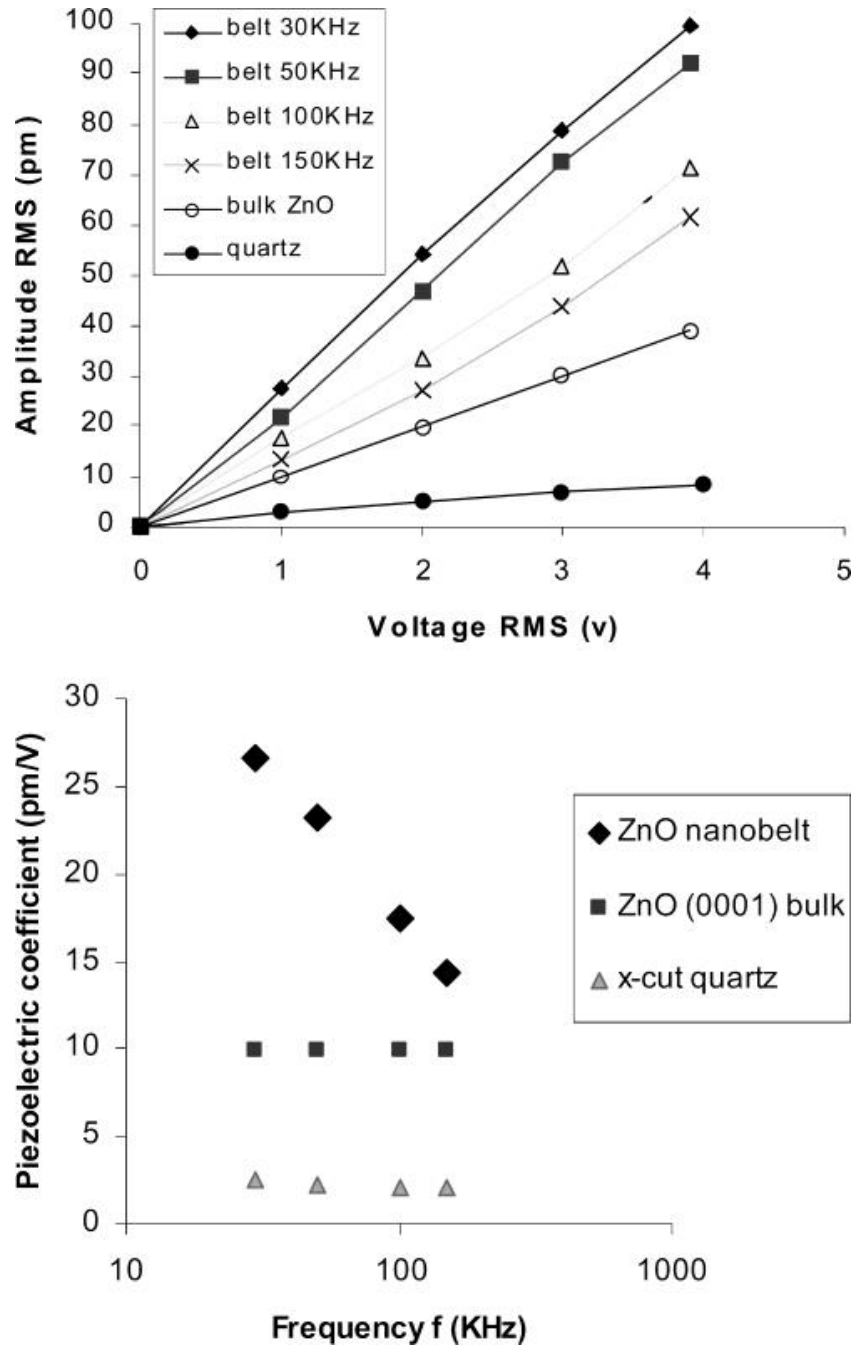 100
90
80
70
60
50
40
30
20
10
0
Amplitude RMS (pm)
belt 30KHz
belt 50KHz
belt 100KHz
belt 150KHz
bulk ZnO
quartz
0 1 2 3 4 5
Voltage RMS (v)
30
25
20
15
10
5
0
Piezoelectric coefficient (pm/V)
ZnO nanobelt
ZnO (0001) bulk
x-cut quartz
10 100 1000
Frequency f (KHz)